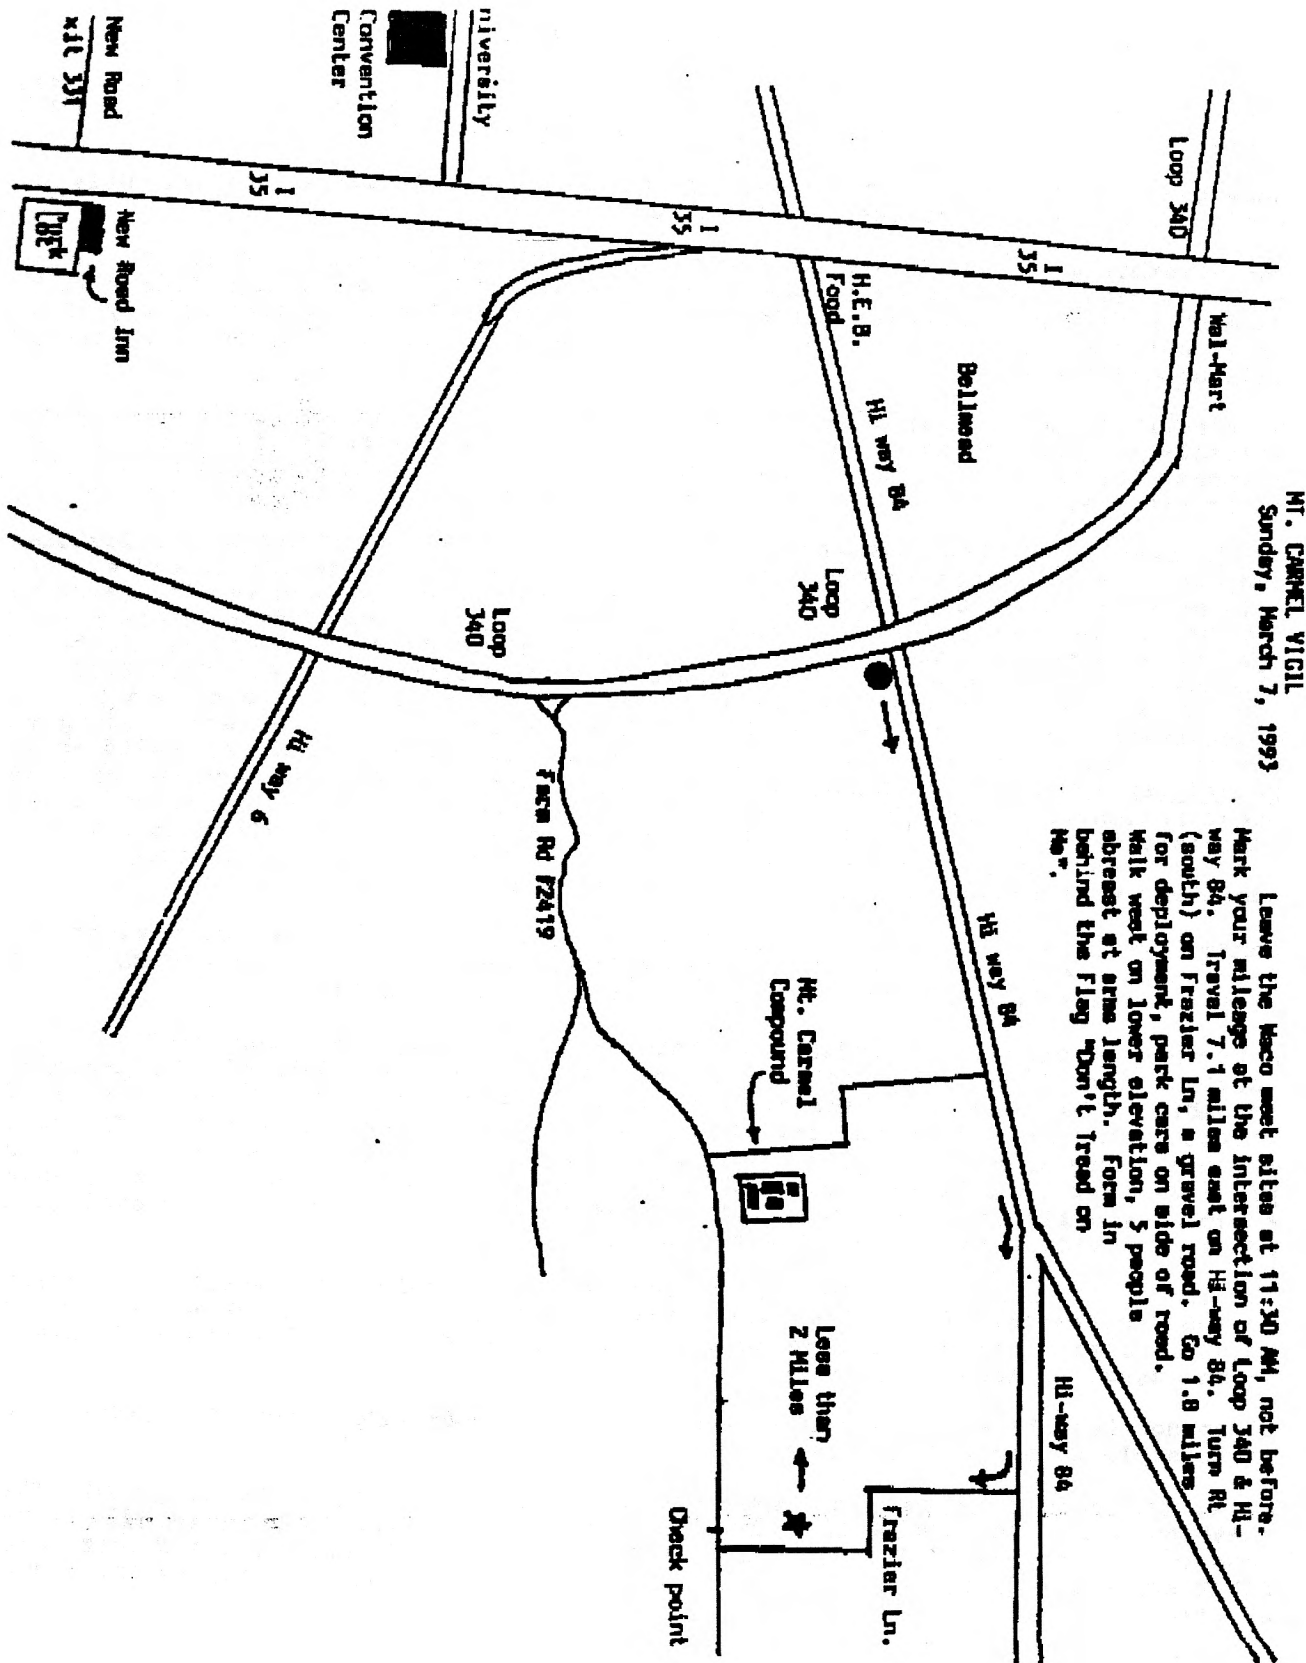 MT. CARMEL VIGIL
Sunday, March 7, 1993
Leave the Waco meet sites at 11:30 AM, not before.
Mark your mileage at the intersection of Loop 340 & Hi-
way 84. Travel 7.1 miles east on Hi-way 84. Turn Rt
(south) on Frazier Ln, a gravel road. Go 1.8 miles
for deployment, park cars on side of road.
Walk west on lower elevation, 5 people
abreast at arms length. Form in
behind the Flag "Don't Tread on
Me".
Loop 340
Wal-Mart
I
35
Bellmead
H.E.B.
Food
Hi way 84
I
35
Loop
340
Hi way 84
Hi-way 84
Frazier Ln.
Mt. Carmel
Compound
Less than
2 Miles
Check point
niversity
Convention
Center
I
35
Loop
340
Farm Rd F2419
Hi way 6
New Road
xit 331
New Road Inn